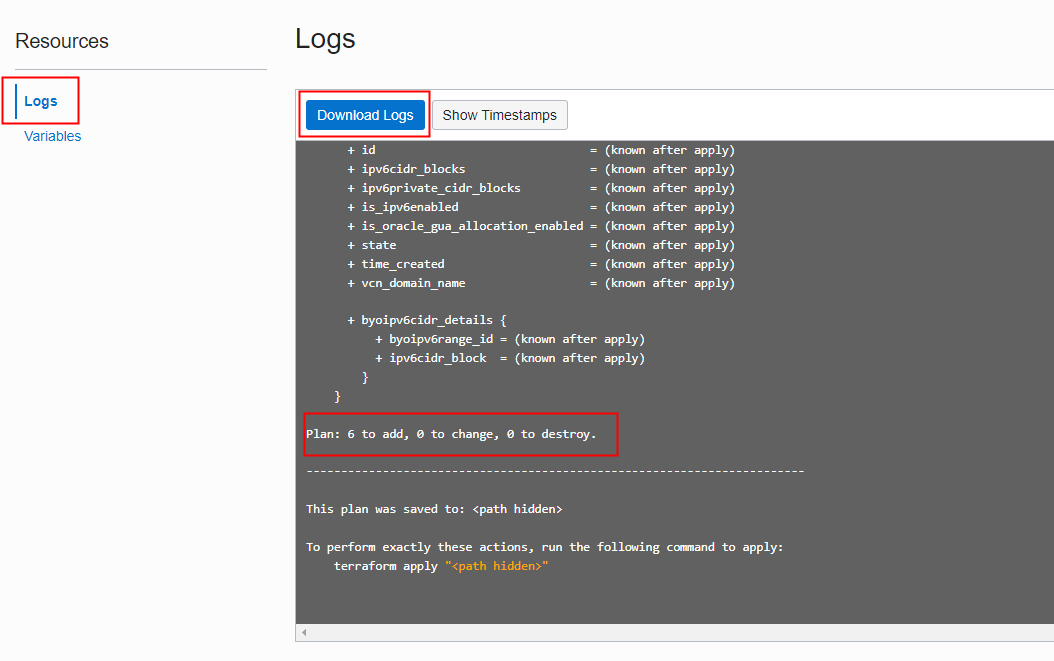 Resources
Logs
Variables
Logs
Download Logs Show Timestamps
+ id = (known after apply)
+ ipv6cidr_blocks = (known after apply)
+ ipv6private_cidr_blocks = (known after apply)
+ is_ipv6enabled = (known after apply)
+ is_oracle_gua_allocation_enabled = (known after apply)
+ state = (known after apply)
+ time_created = (known after apply)
+ vcn_domain_name = (known after apply)
+ byoipv6cidr_details {
+ byoipv6range_id = (known after apply)
+ ipv6cidr_block = (known after apply)
}
}
Plan: 6 to add, 0 to change, 0 to destroy.
------------------------------------------------------------------------
This plan was saved to: <path hidden>
To perform exactly these actions, run the following command to apply:
terraform apply "<path hidden>"